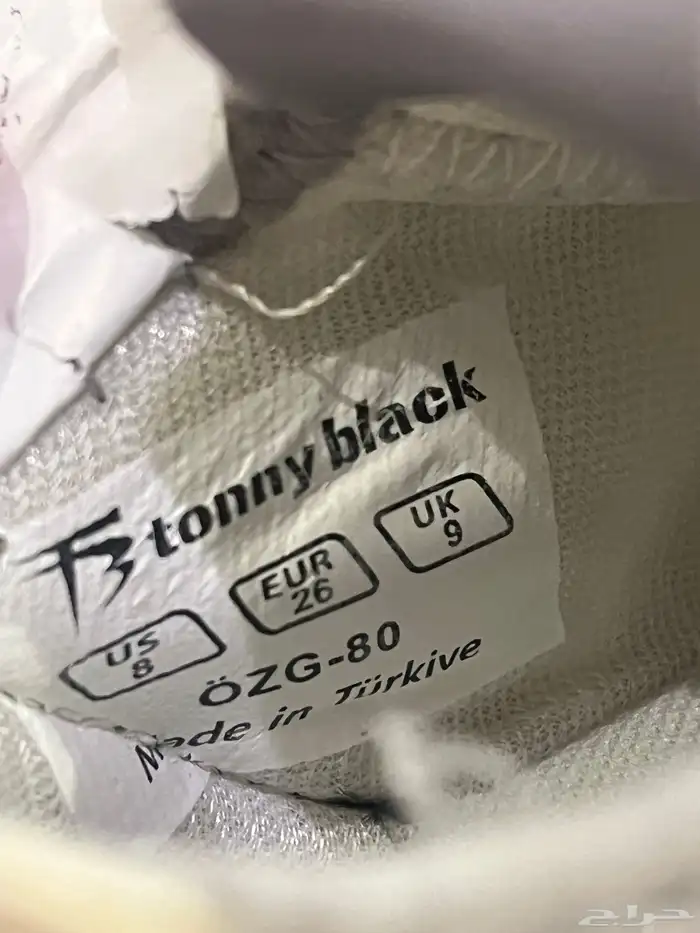 tonny black
US 8
EUR 26
UK 9
ÖZG-80
Made in Türkiye
حراج